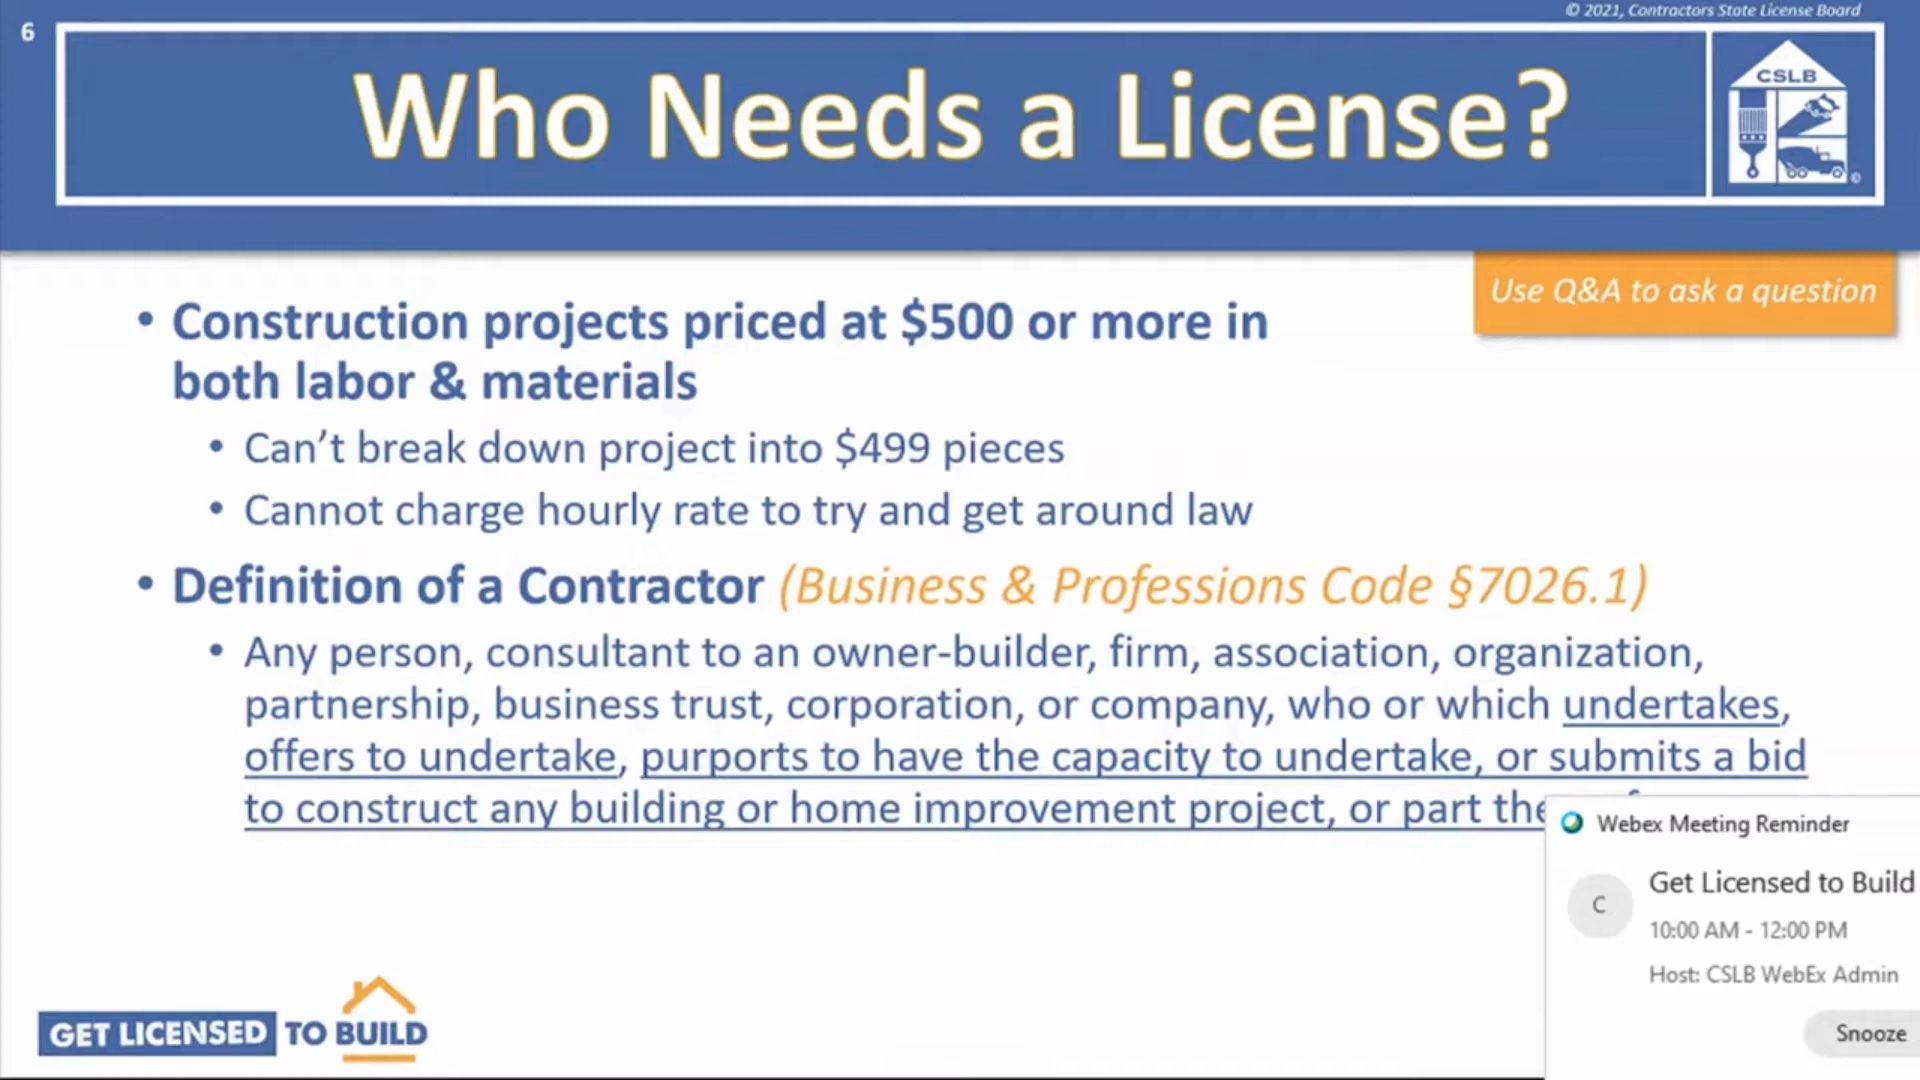 © 2021, Contractors State License Board
6
Who Needs a License?
CSLB
©
Use Q&A to ask a question
• Construction projects priced at $500 or more in
both labor & materials
• Can’t break down project into $499 pieces
• Cannot charge hourly rate to try and get around law
• Definition of a Contractor (Business & Professions Code §7026.1)
• Any person, consultant to an owner-builder, firm, association, organization,
partnership, business trust, corporation, or company, who or which undertakes,
offers to undertake, purports to have the capacity to undertake, or submits a bid
to construct any building or home improvement project, or part
Webex Meeting Reminder
C
Get Licensed to Build
10:00 AM - 12:00 PM
Host: CSLB WebEx Admin
Snooze
GET LICENSED TO BUILD